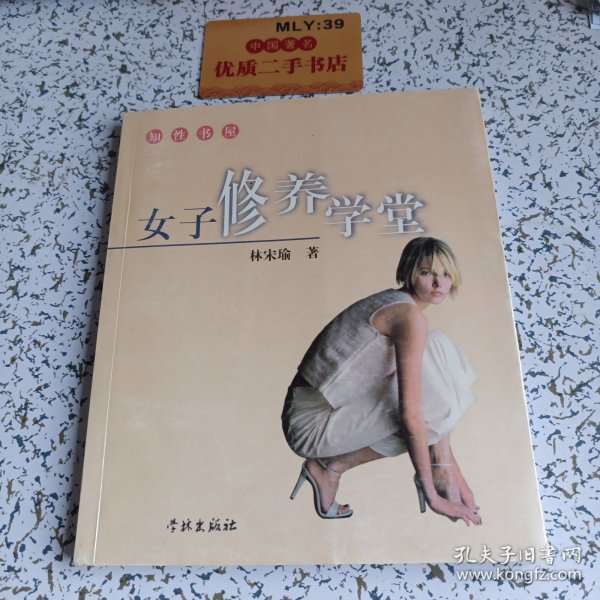 MLY:39
中国著名
优质二手书店
知性书屋
女子修养学堂
林宋瑜 著
学林出版社
孔夫子旧书网
www.kongfz.com